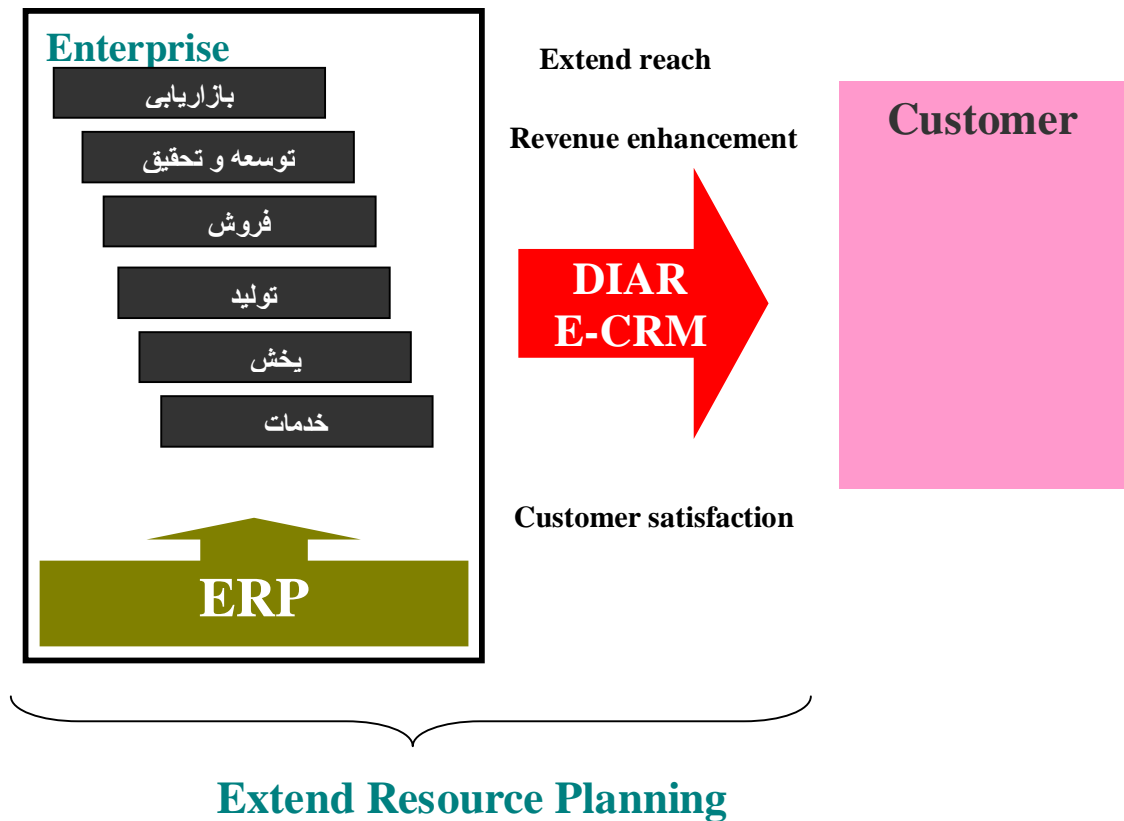 Enterprise
بازاریابی
توسعه و تحقیق
فروش
تولید
پخش
خدمات
ERP
Extend reach
Revenue enhancement
DIAR
E-CRM
Customer satisfaction
Customer
Extend Resource Planning